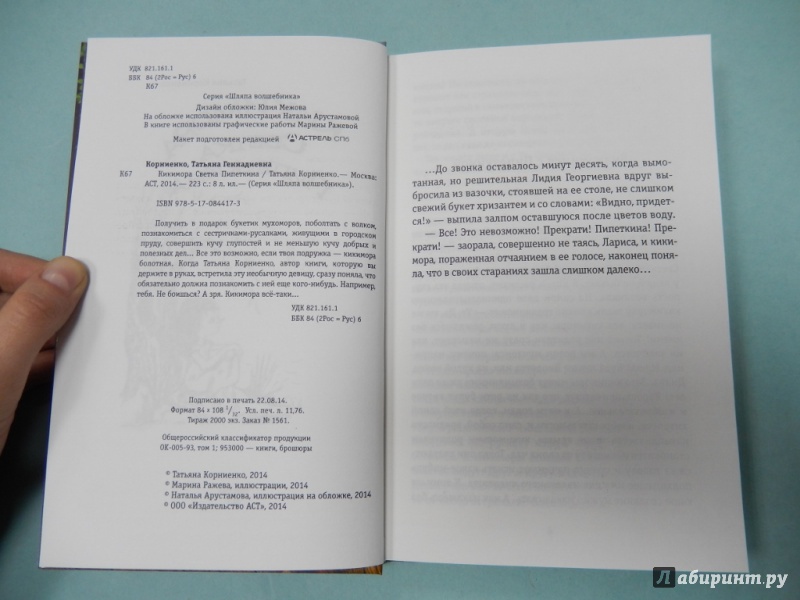 УДК 821.161.1
ББК 84 (2Рос = Рус) 6
К67
Серия «Шляпа волшебника»
Дизайн обложки: Юлия Межова
На обложке использована иллюстрация Натальи Арустамовой
В книге использованы графические работы Марины Ражевой
Макет подготовлен редакцией АСТРЕЛЬ СПб
Корниенко, Татьяна Геннадиевна
К67 Кикимора Светка Пипеткина / Татьяна Корниенко.— Москва:
АСТ, 2014.— 223 с.: 8 л. ил.— (Серия «Шляпа волшебника»).
ISBN 978-5-17-084417-3
Получить в подарок букетик мухоморов, поболтать с волком,
познакомиться с сестричками-русалками, живущими в городском
пруду, совершить кучу глупостей и не меньшую кучу добрых и
полезных дел... Все это возможно, если твоя подружка — кикимора
болотная. Когда Татьяна Корниенко, автор книги, которую вы
держите в руках, встретила эту необычную девицу, сразу поняла, что
обязательно должна познакомить с ней еще кого-нибудь. Например,
тебя. Не боишься? А зря. Кикимора всё-таки...
УДК 821.161.1
ББК 84 (2Рос = Рус) 6
Подписано в печать 22.08.14.
Формат 84 × 108 1/32. Усл. печ. л. 11,76.
Тираж 2000 экз. Заказ № 1561.
Общероссийский классификатор продукции
ОК-005-93, том 1; 953000 — книги, брошюры
© Татьяна Корниенко, 2014
© Марина Ражева, иллюстрации, 2014
© Наталья Арустамова, иллюстрация на обложке, 2014
© ООО «Издательство АСТ», 2014
...До звонка оставалось минут десять, когда вымо-
танная, но решительная Лидия Георгиевна вдруг вы-
бросила из вазочки, стоявшей на ее столе, не слишком
свежий букет хризантем и со словами: «Видно, придет-
ся!» — выпила залпом оставшуюся после цветов воду.
— Все! Это невозможно! Прекрати! Пипеткина! Пре-
крати! — заорала, совершенно не таясь, Лариса, и кики-
мора, пораженная отчаянием в ее голосе, наконец поня-
ла, что в своих стараниях зашла слишком далеко...
Лабиринт.ру